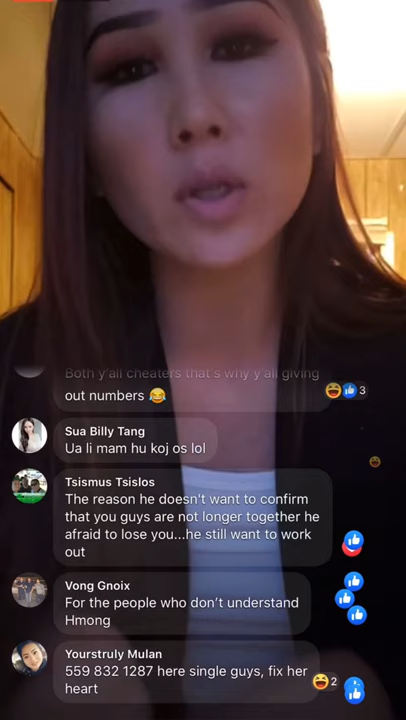 Both y'all cheaters that's why y'all giving
out numbers 😂
3
Sua Billy Tang
Ua li mam hu koj os lol
Tsismus Tsislos
The reason he doesn't want to confirm
that you guys are not longer together he
afraid to lose you...he still want to work
out
Vong Gnoix
For the people who don't understand
Hmong
Yourstruly Mulan
559 832 1287 here single guys, fix her
heart
2